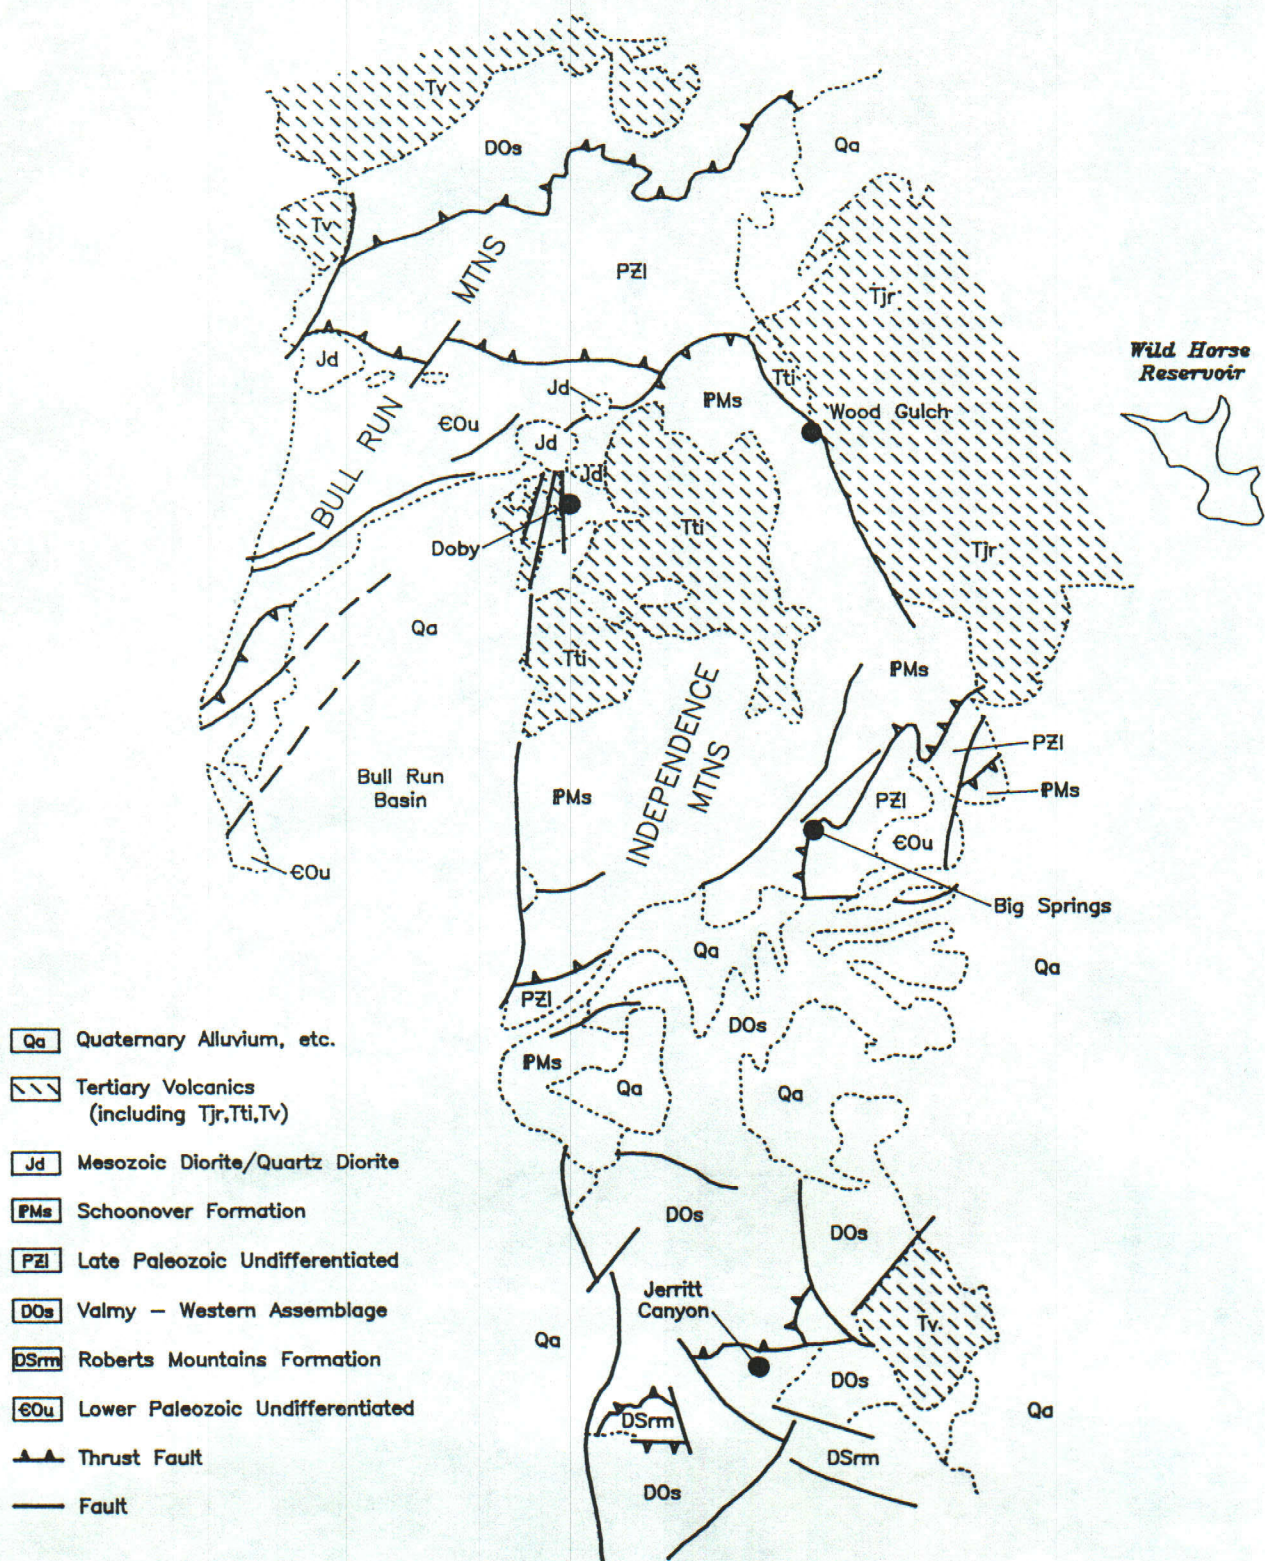 Tv
DOs
Qa
Tv
PZl
MTNS
Tjr
Jd
Wild Horse
Reservoir
Tti
Jd
PMs
Wood Gulch
ЄOu
Jd
Jd
BULL RUN
Tti
Doby
Tjr
Qa
Tti
PMs
INDEPENDENCE
MTNS
PZl
Bull Run
Basin
PMs
PZl
PMs
ЄOu
ЄOu
Big Springs
Qa
Qa
PZl
DOs
PMs
Qa
Qa
DOs
DOs
Jerritt
Canyon
Qa
Tv
DOs
Qa
DSrm
DSrm
DOs
Qa Quaternary Alluvium, etc.
Tertiary Volcanics
(including Tjr,Tti,Tv)
Jd Mesozoic Diorite/Quartz Diorite
PMs Schoonover Formation
PZl Late Paleozoic Undifferentiated
DOs Valmy – Western Assemblage
DSrm Roberts Mountains Formation
ЄOu Lower Paleozoic Undifferentiated
Thrust Fault
Fault